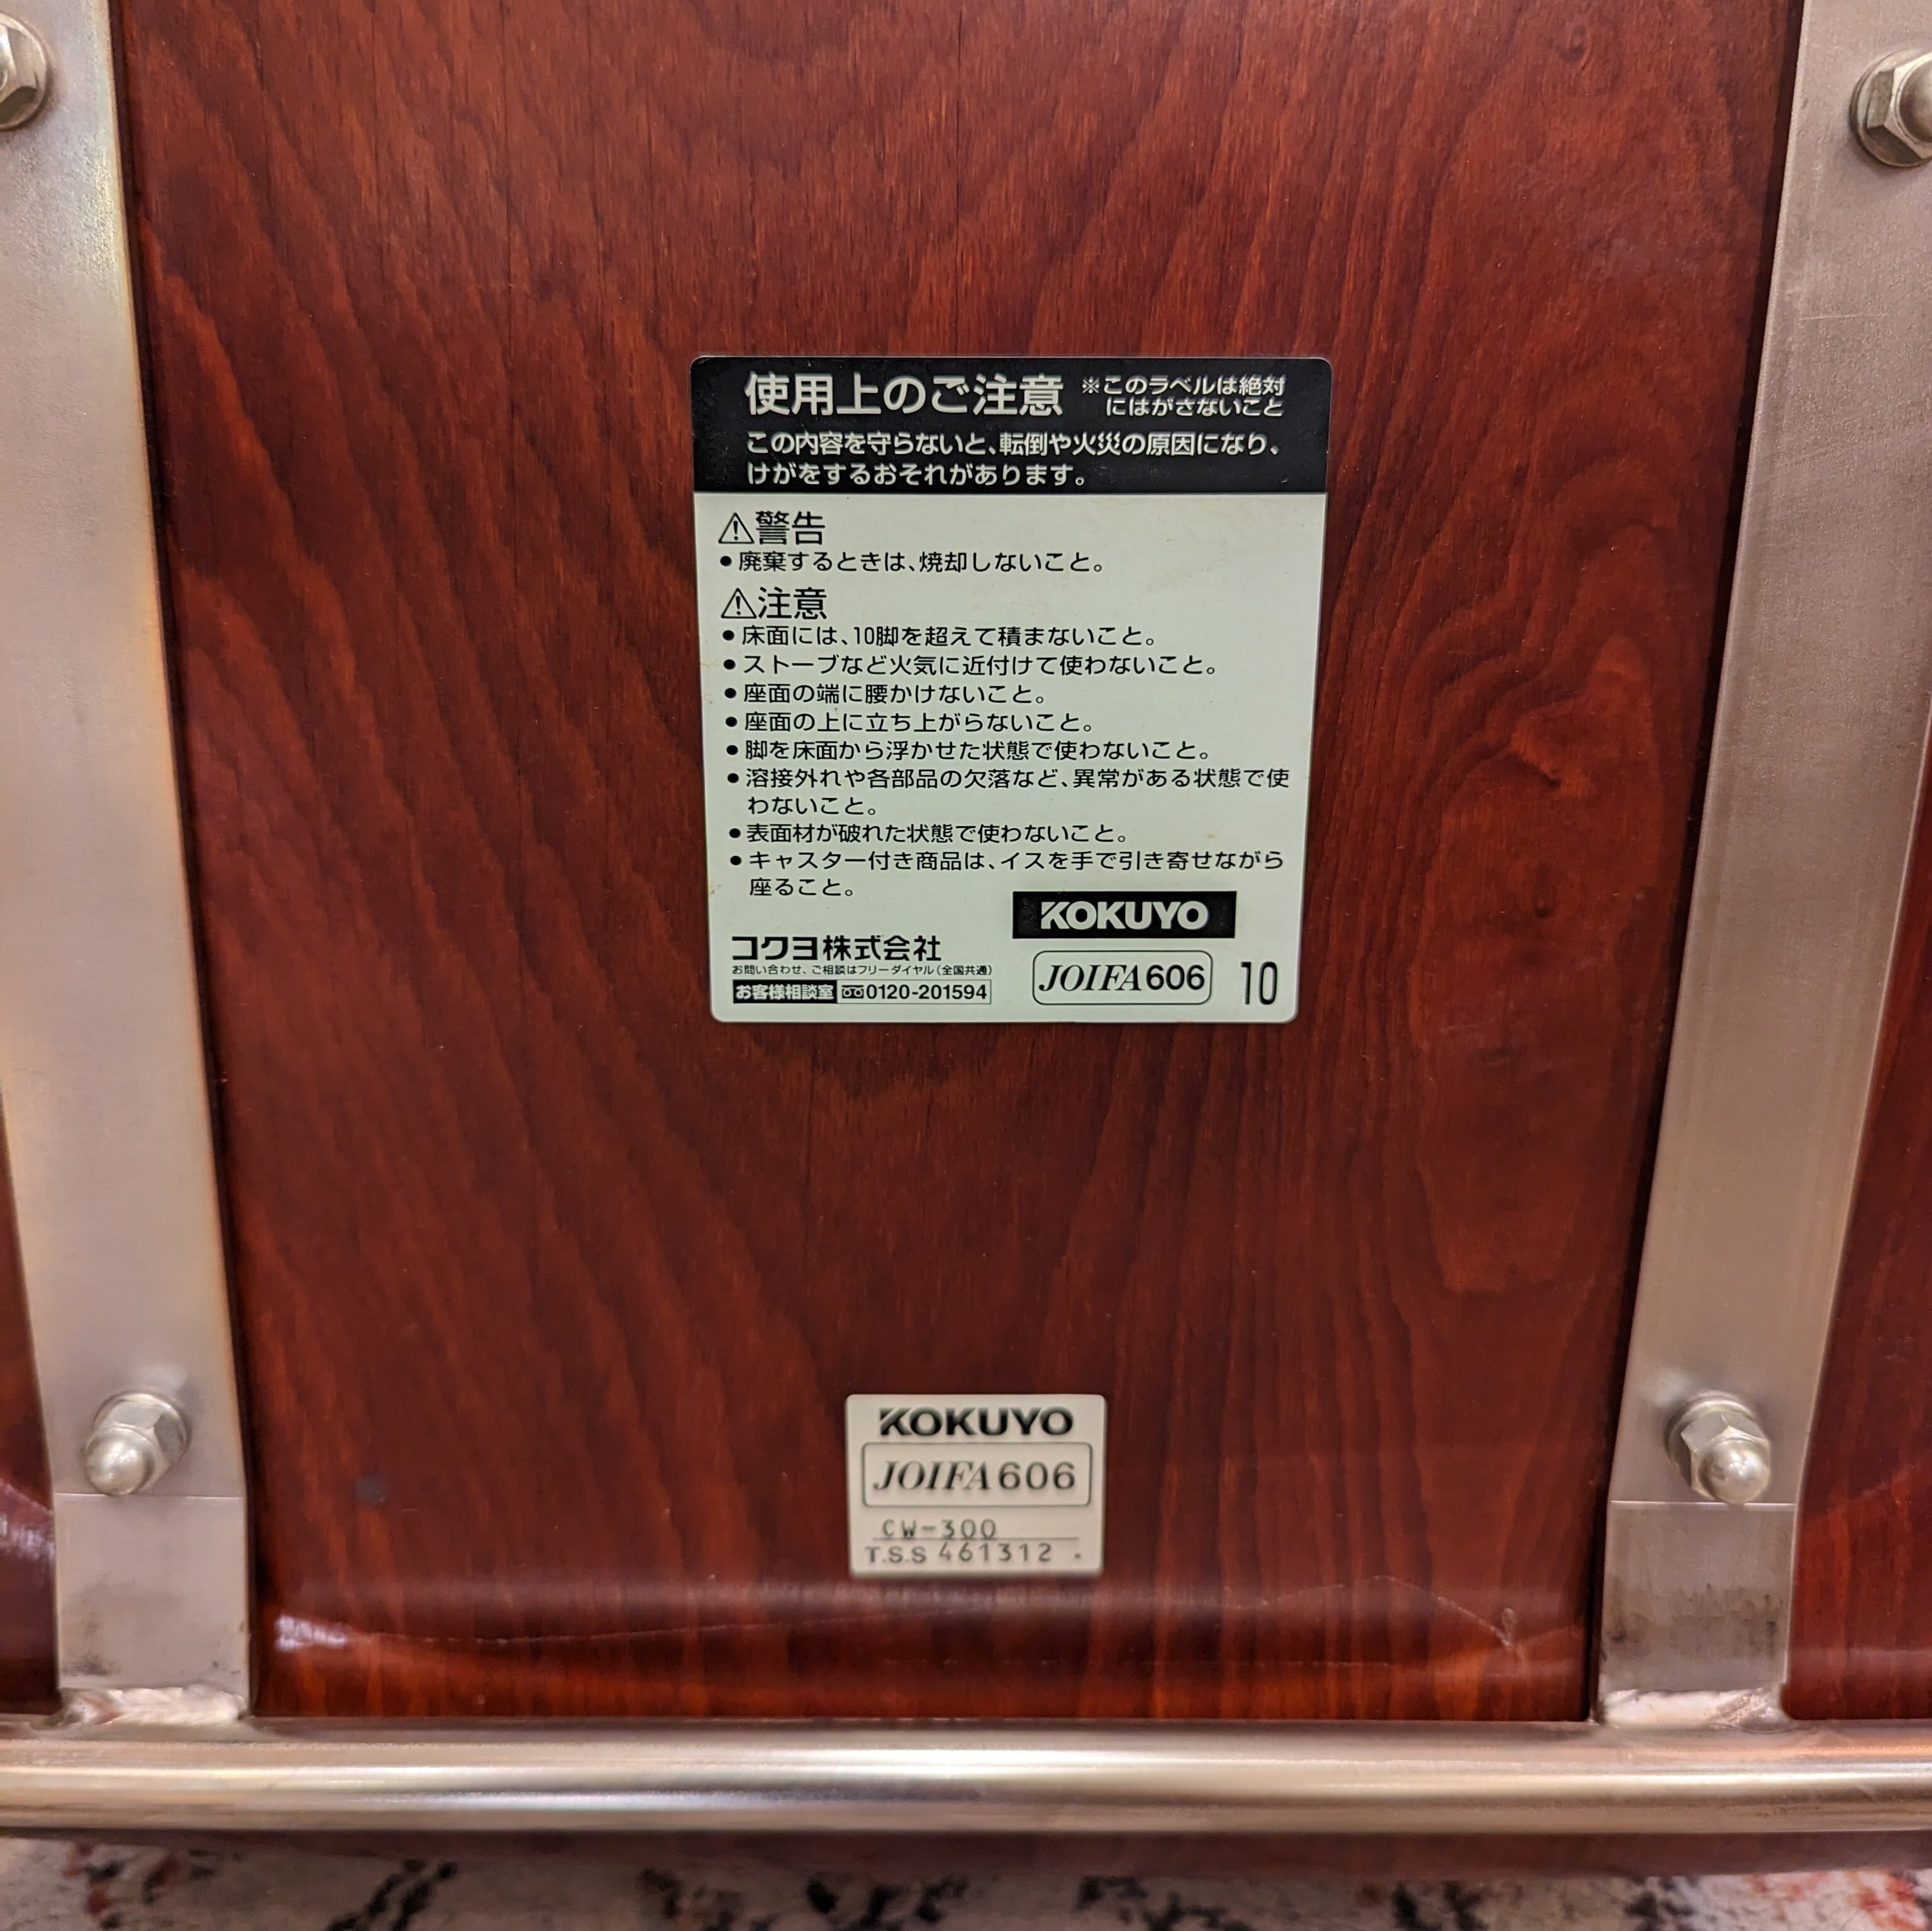 使用上のご注意 ※このラベルは絶対
にはがさないこと
この内容を守らないと、転倒や火災の原因になり、
けがをするおそれがあります。
⚠警告
●廃棄するときは、焼却しないこと。
⚠注意
●床面には、10脚を超えて積まないこと。
●ストーブなど火気に近付けて使わないこと。
●座面の端に腰かけないこと。
●座面の上に立ち上がらないこと。
●脚を床面から浮かせた状態で使わないこと。
●溶接外れや各部品の欠落など、異常がある状態で使
わないこと。
●表面材が破れた状態で使わないこと。
●キャスター付き商品は、イスを手で引き寄せながら
座ること。
KOKUYO
コクヨ株式会社
お問い合わせ、ご相談はフリーダイヤル(全国共通)
お客様相談室 0120-201594
JOIFA606 10
KOKUYO
JOIFA606
CW-300
T.S.S 461312